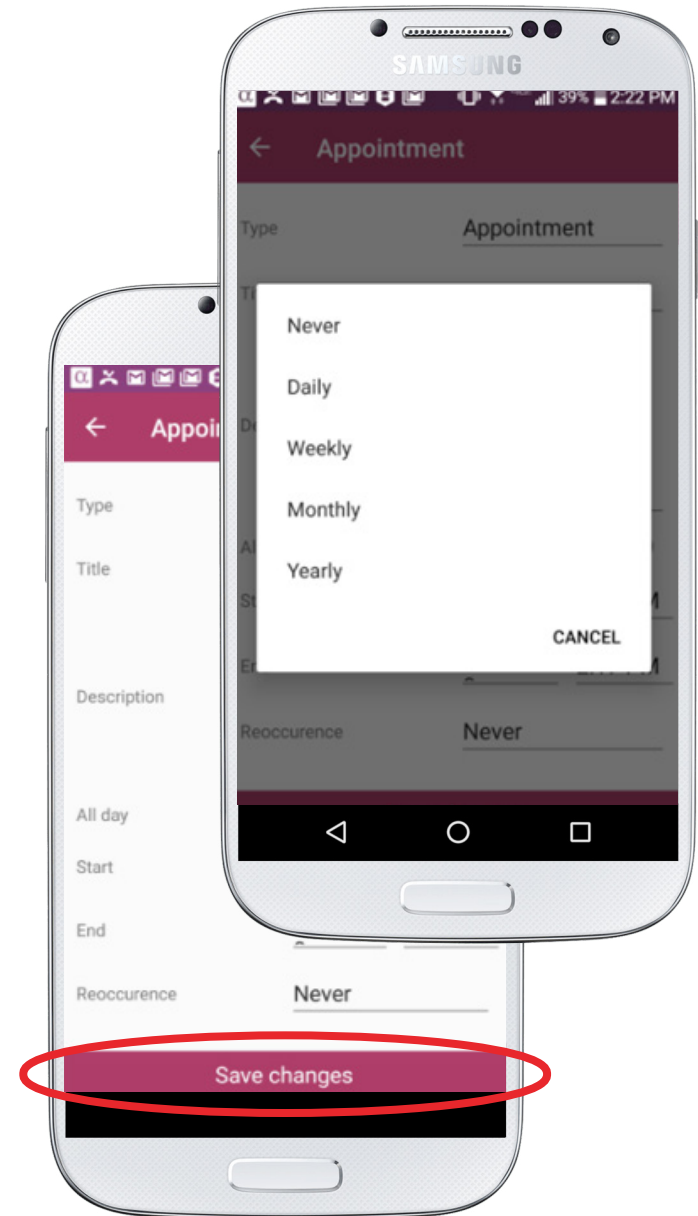 SAMSUNG
39% 2:22 PM
Appointment
Type Appointment
Never
Daily
Weekly
Monthly
Yearly
CANCEL
Reoccurence Never
α
Appoi
Type
Title
Description
All day
Start
End
Reoccurence Never
Save changes